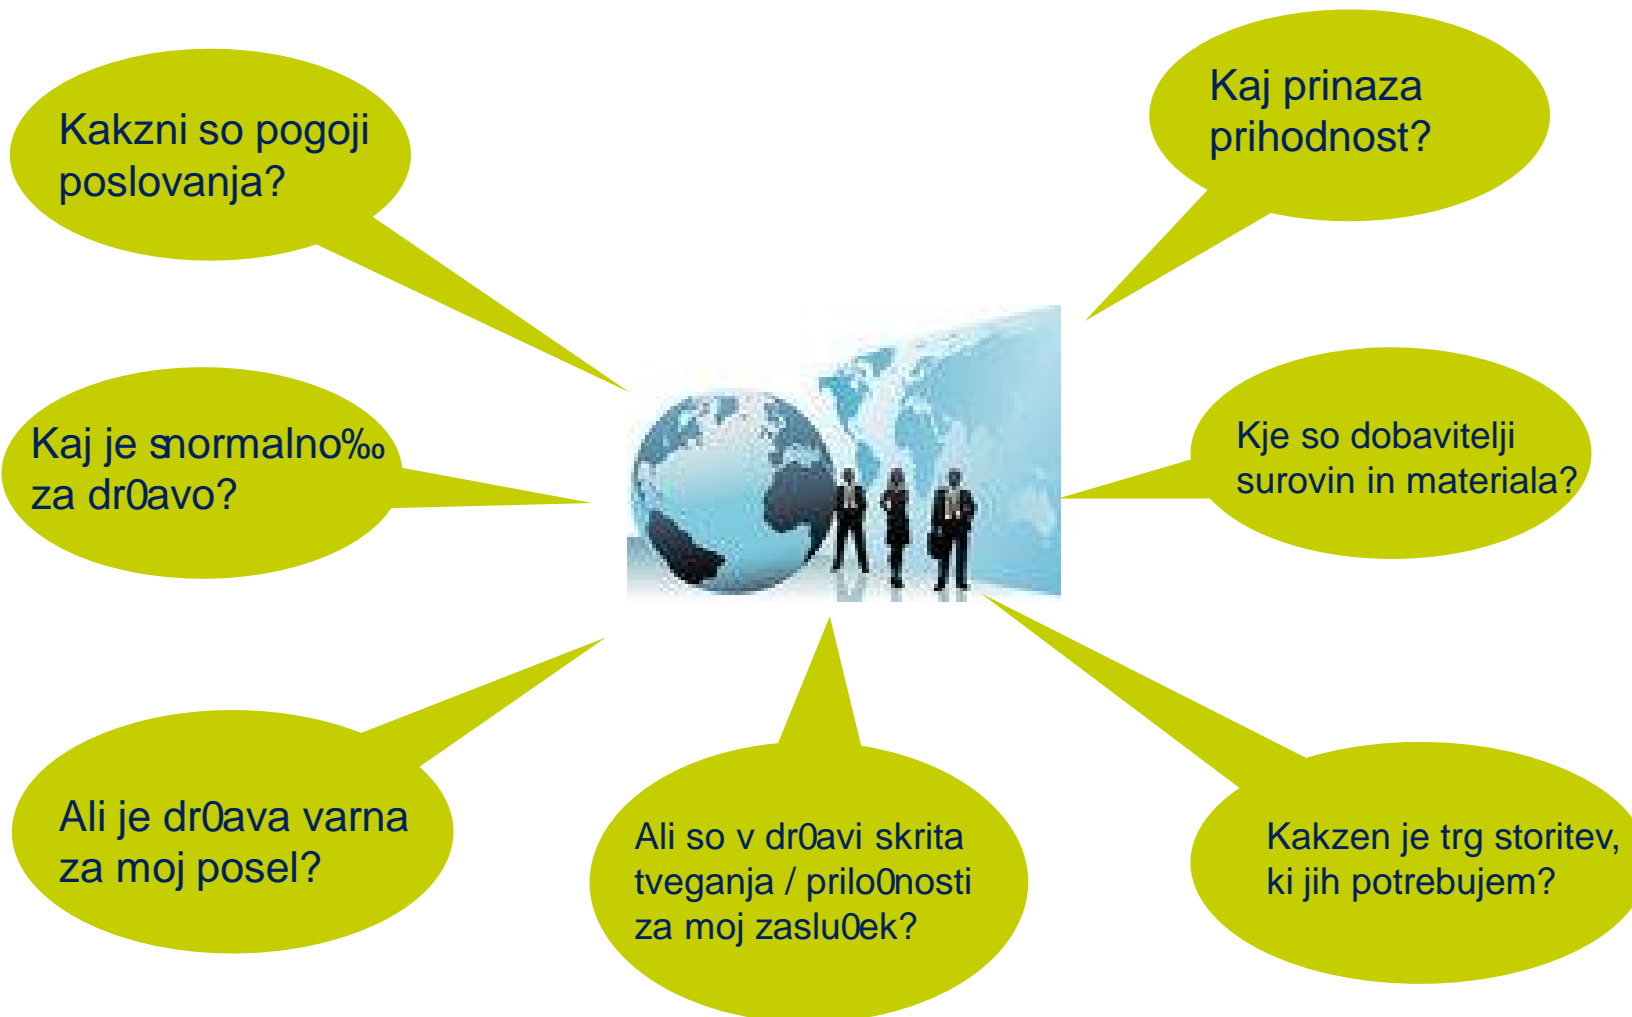 Kakzni so pogoji
poslovanja?
Kaj prinaza
prihodnost?
Kaj je snormalno‰
za dr0avo?
Kje so dobavitelji
surovin in materiala?
Ali je dr0ava varna
za moj posel?
Ali so v dr0avi skrita
tveganja / prilo0nosti
za moj zaslu0ek?
Kakzen je trg storitev,
ki jih potrebujem?